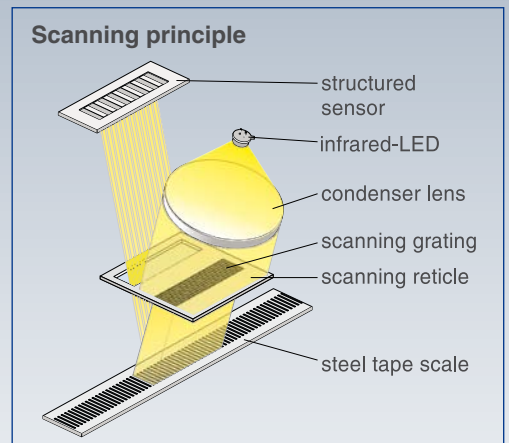 Scanning principle
structured
sensor
infrared-LED
condenser lens
scanning grating
scanning reticle
steel tape scale